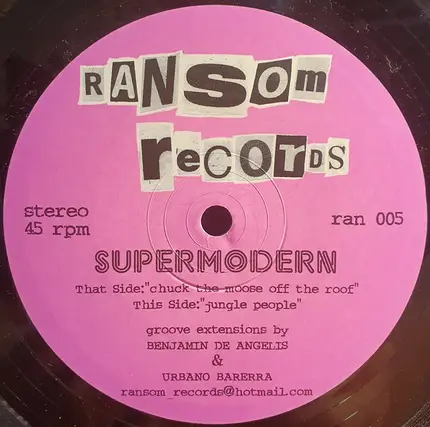 RANSOm
recoRDS
stereo
45 rpm
ran 005
SUPERMODERN
That Side:"chuck the moose off the roof"
This Side:"jungle people"
groove extensions by
BENJAMIN DE ANGELIS
&
URBANO BARERRA
ransom_records@hotmail.com